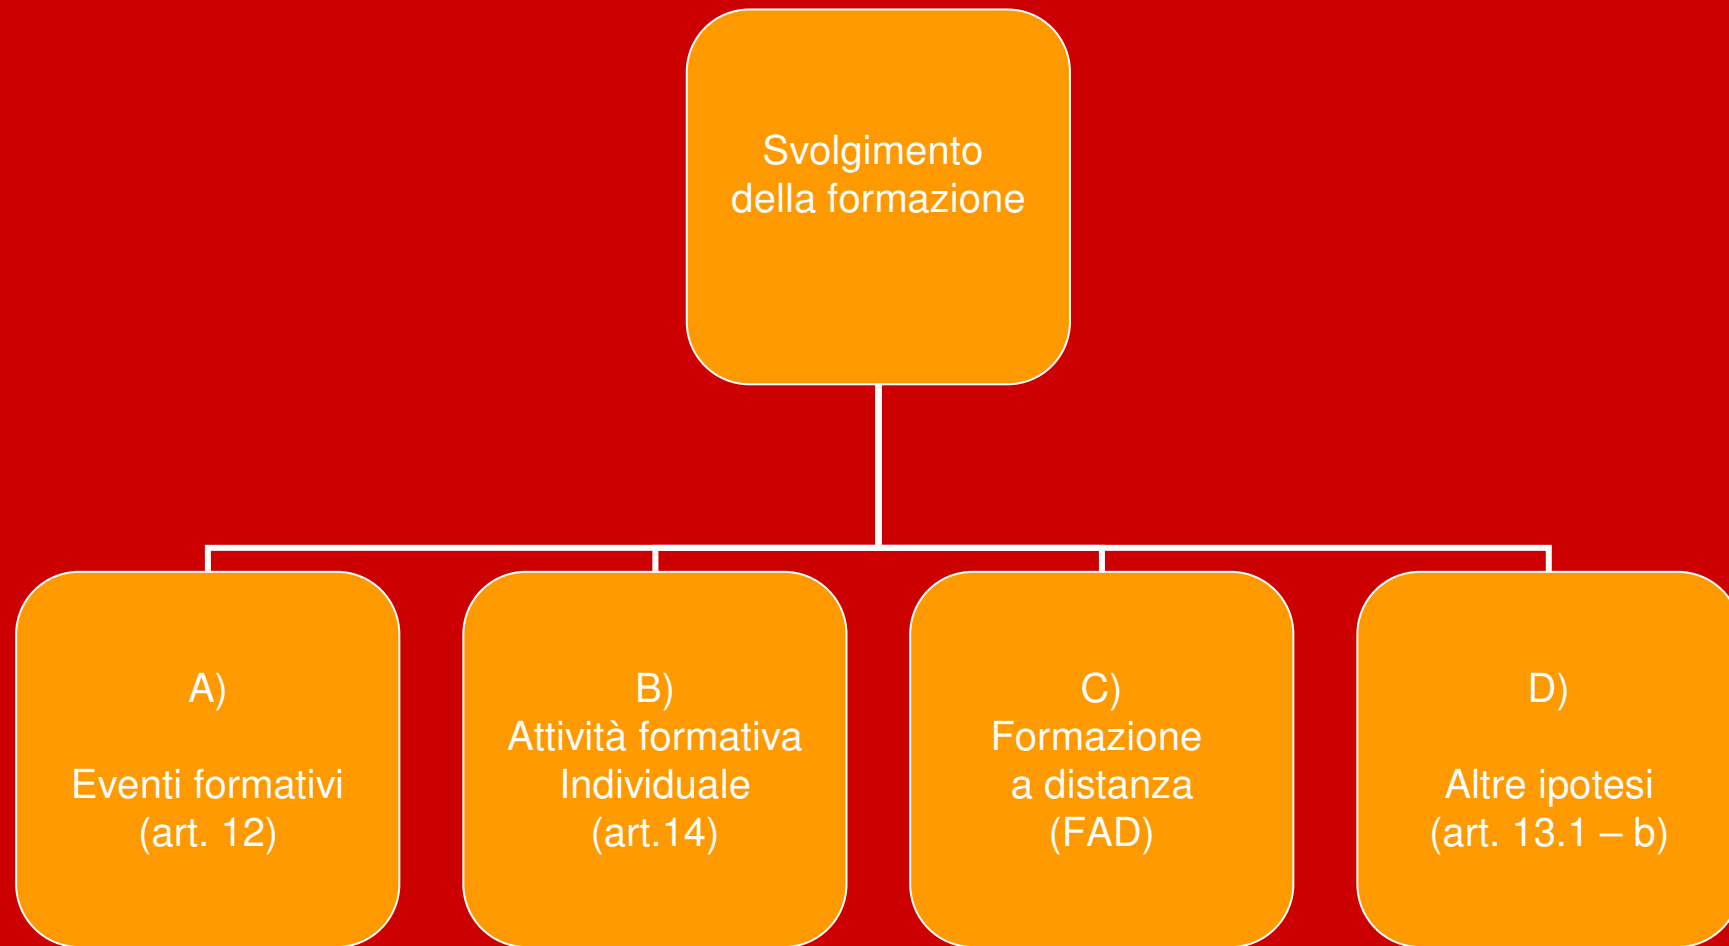 Svolgimento
della formazione
A)
Eventi formativi
(art. 12)
B)
Attività formativa
Individuale
(art.14)
C)
Formazione
a distanza
(FAD)
D)
Altre ipotesi
(art. 13.1 – b)